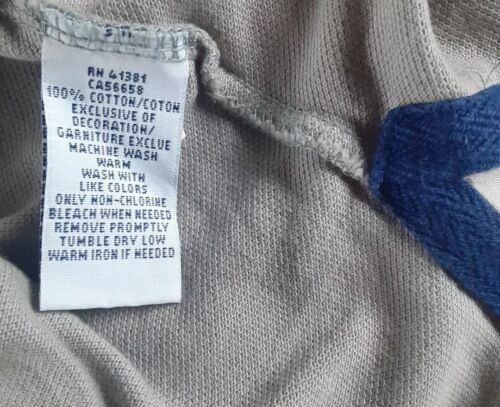 RN 41381
CA56658
100% COTTON/COTON
EXCLUSIVE OF
DECORATION/
GARNITURE EXCLUE
MACHINE WASH
WARM
WASH WITH
LIKE COLORS
ONLY NON-CHLORINE
BLEACH WHEN NEEDED
REMOVE PROMPTLY
TUMBLE DRY LOW
WARM IRON IF NEEDED